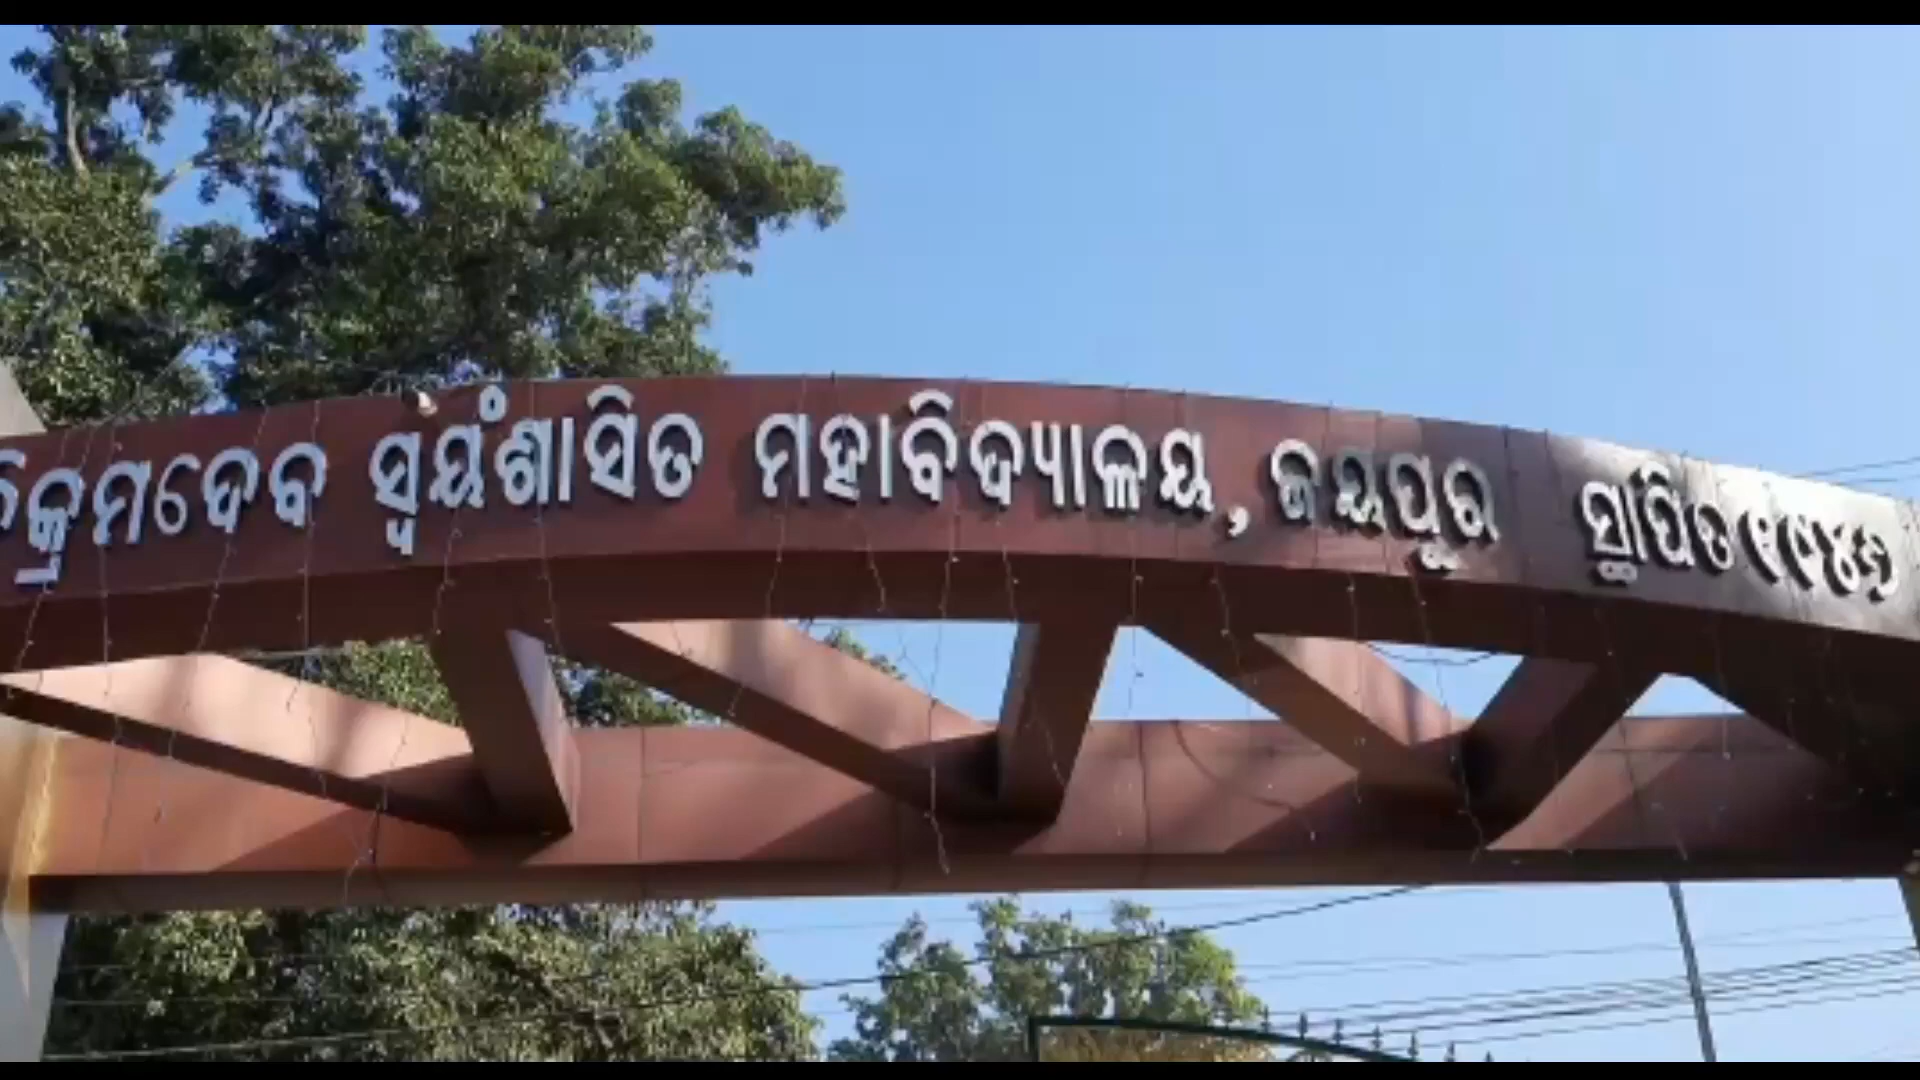 ବିକ୍ରମଦେବ ସ୍ୱୟଂଶାସିତ ମହାବିଦ୍ୟାଳୟ, ଜୟପୁର ସ୍ଥାପିତ ୧୯୪୭